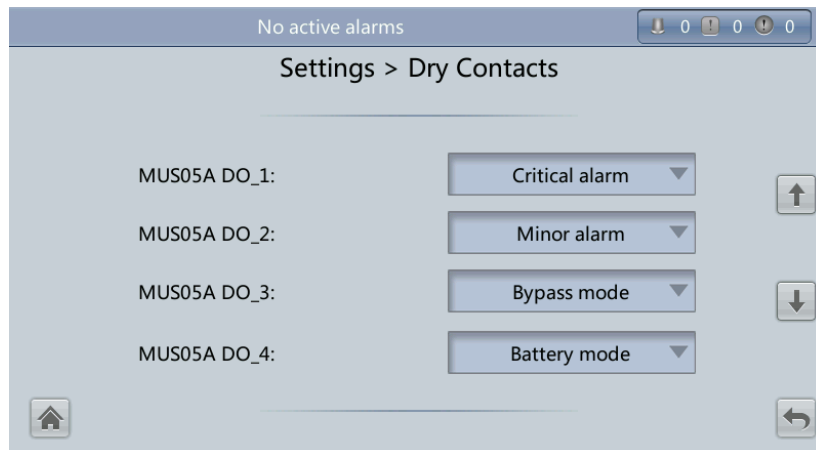 No active alarms 0 0 0
Settings > Dry Contacts
MUS05A DO_1: Critical alarm
MUS05A DO_2: Minor alarm
MUS05A DO_3: Bypass mode
MUS05A DO_4: Battery mode